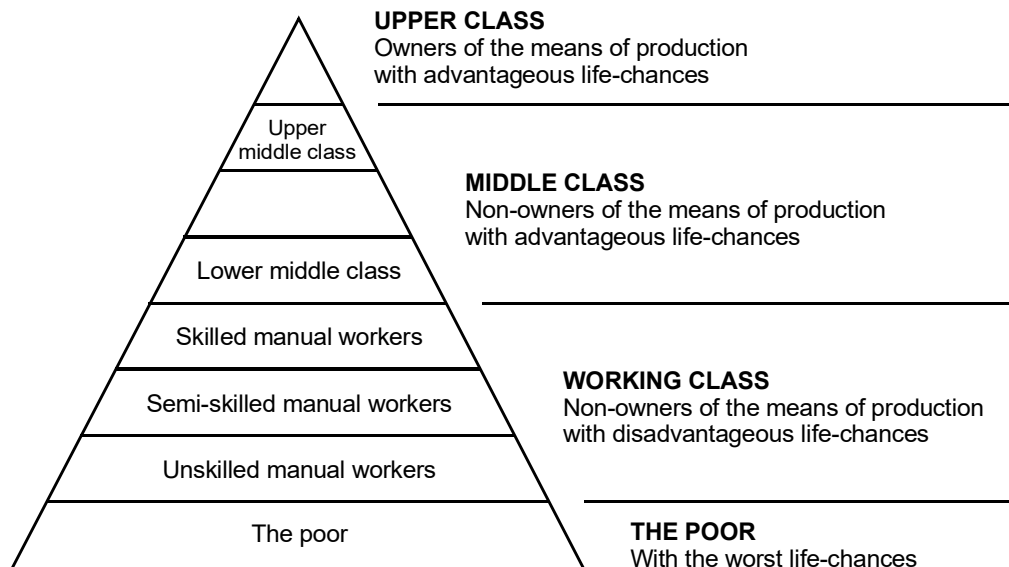 UPPER CLASS
Owners of the means of production
with advantageous life-chances
Upper
middle class
MIDDLE CLASS
Non-owners of the means of production
with advantageous life-chances
Lower middle class
Skilled manual workers
WORKING CLASS
Non-owners of the means of production
with disadvantageous life-chances
Semi-skilled manual workers
Unskilled manual workers
The poor
THE POOR
With the worst life-chances